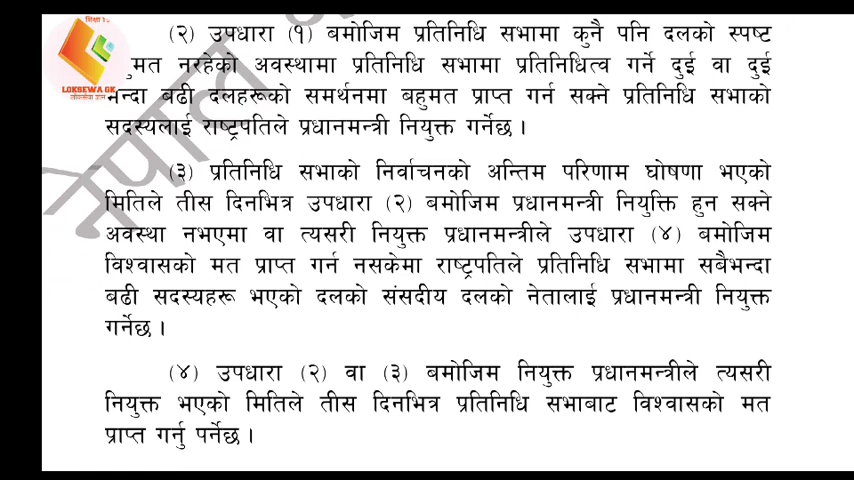 शिक्षा
LOKSEWA GK
(२) उपधारा (१) बमोजिम प्रतिनिधि सभामा कुनै पनि दलको स्पष्ट
बहुमत नरहेको अवस्थामा प्रतिनिधि सभामा प्रतिनिधित्व गर्ने दुई वा दुई
भन्दा बढी दलहरूको समर्थनमा बहुमत प्राप्त गर्न सक्ने प्रतिनिधि सभाको
सदस्यलाई राष्ट्रपतिले प्रधानमन्त्री नियुक्त गर्नेछ ।
(३) प्रतिनिधि सभाको निर्वाचनको अन्तिम परिणाम घोषणा भएको
मितिले तीस दिनभित्र उपधारा (२) बमोजिम प्रधानमन्त्री नियुक्ति हुन सक्ने
अवस्था नभएमा वा त्यसरी नियुक्त प्रधानमन्त्रीले उपधारा (४) बमोजिम
विश्वासको मत प्राप्त गर्न नसकेमा राष्ट्रपतिले प्रतिनिधि सभामा सबैभन्दा
बढी सदस्यहरू भएको दलको संसदीय दलको नेतालाई प्रधानमन्त्री नियुक्त
गर्नेछ ।
(४) उपधारा (२) वा (३) बमोजिम नियुक्त प्रधानमन्त्रीले त्यसरी
नियुक्त भएको मितिले तीस दिनभित्र प्रतिनिधि सभाबाट विश्वासको मत
प्राप्त गर्नु पर्नेछ ।
नेपाल